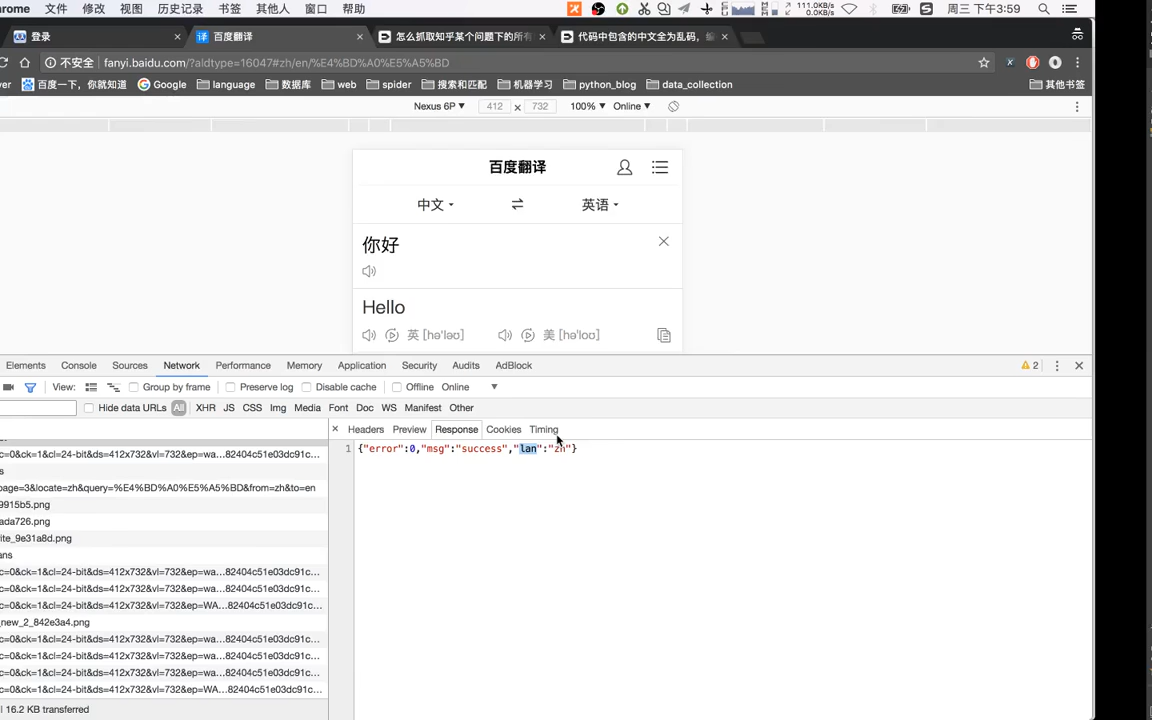 hrome 文件 修改 视图 历史记录 书签 其他人 窗口 帮助 111.0KB/s 0.0KB/s 周三 下午3:59
登录 × 百度翻译 × 怎么抓取知乎某个问题下的所有 × 代码中包含的中文全为乱码, ×
不安全 fanyi.baidu.com/?aldtype=16047#zh/en/%E4%BD%A0%E5%A5%BD
ver 百度一下，你就知道 Google language 数据库 web spider 搜索和匹配 机器学习 python_blog data_collection 其他书签
Nexus 6P ▼ 412 × 732 100% ▼ Online ▼
百度翻译
中文 英语
你好
Hello
英 [hə'ləʊ] 美 [hə'loʊ]
Elements Console Sources Network Performance Memory Application Security Audits AdBlock 2
View: Group by frame Preserve log Disable cache Offline Online ▼
Hide data URLs All XHR JS CSS Img Media Font Doc WS Manifest Other
× Headers Preview Response Cookies Timing
1 {"error":0,"msg":"success","lan":"zh"}
c=0&ck=1&cl=24-bit&ds=412x732&vl=732&ep=wa...82404c51e03dc91c...
s
page=3&locate=zh&query=%E4%BD%A0%E5%A5%BD&from=zh&to=en
9915b5.png
ada726.png
ite_9e31a8d.png
ans
c=0&ck=1&cl=24-bit&ds=412x732&vl=732&ep=wa...82404c51e03dc91c...
c=0&ck=1&cl=24-bit&ds=412x732&vl=732&ep=wa...82404c51e03dc91c...
c=0&ck=1&cl=24-bit&ds=412x732&vl=732&ep=WA...82404c51e03dc91c...
_new_2_842e3a4.png
c=0&ck=1&cl=24-bit&ds=412x732&vl=732&ep=wa...82404c51e03dc91c...
c=0&ck=1&cl=24-bit&ds=412x732&vl=732&ep=wa...82404c51e03dc91c...
c=0&ck=1&cl=24-bit&ds=412x732&vl=732&ep=wa...82404c51e03dc91c...
c=0&ck=1&cl=24-bit&ds=412x732&vl=732&ep=WA...82404c51e03dc91c...
16.2 KB transferred